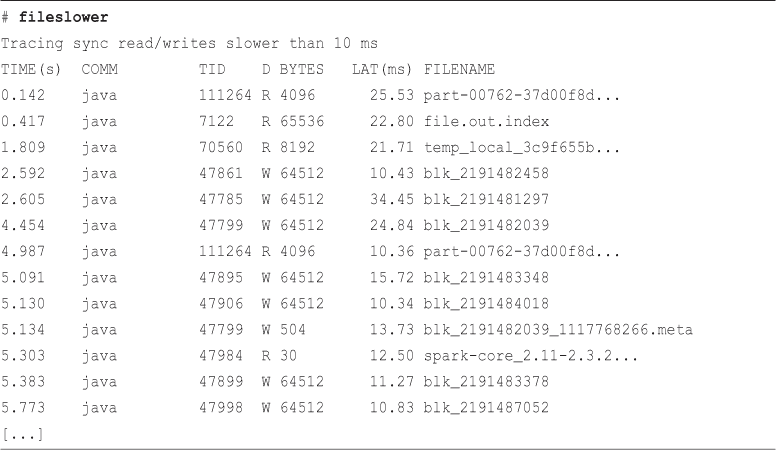 # fileslower
Tracing sync read/writes slower than 10 ms
TIME(s)  COMM           TID    D BYTES   LAT(ms) FILENAME
0.142    java           111264 R 4096      25.53 part-00762-37d00f8d...
0.417    java           7122   R 65536     22.80 file.out.index
1.809    java           70560  R 8192      21.71 temp_local_3c9f655b...
2.592    java           47861  W 64512     10.43 blk_2191482458
2.605    java           47785  W 64512     34.45 blk_2191481297
4.454    java           47799  W 64512     24.84 blk_2191482039
4.987    java           111264 R 4096      10.36 part-00762-37d00f8d...
5.091    java           47895  W 64512     15.72 blk_2191483348
5.130    java           47906  W 64512     10.34 blk_2191484018
5.134    java           47799  W 504       13.73 blk_2191482039_1117768266.meta
5.303    java           47984  R 30        12.50 spark-core_2.11-2.3.2...
5.383    java           47899  W 64512     11.27 blk_2191483378
5.773    java           47998  W 64512     10.83 blk_2191487052
[...]